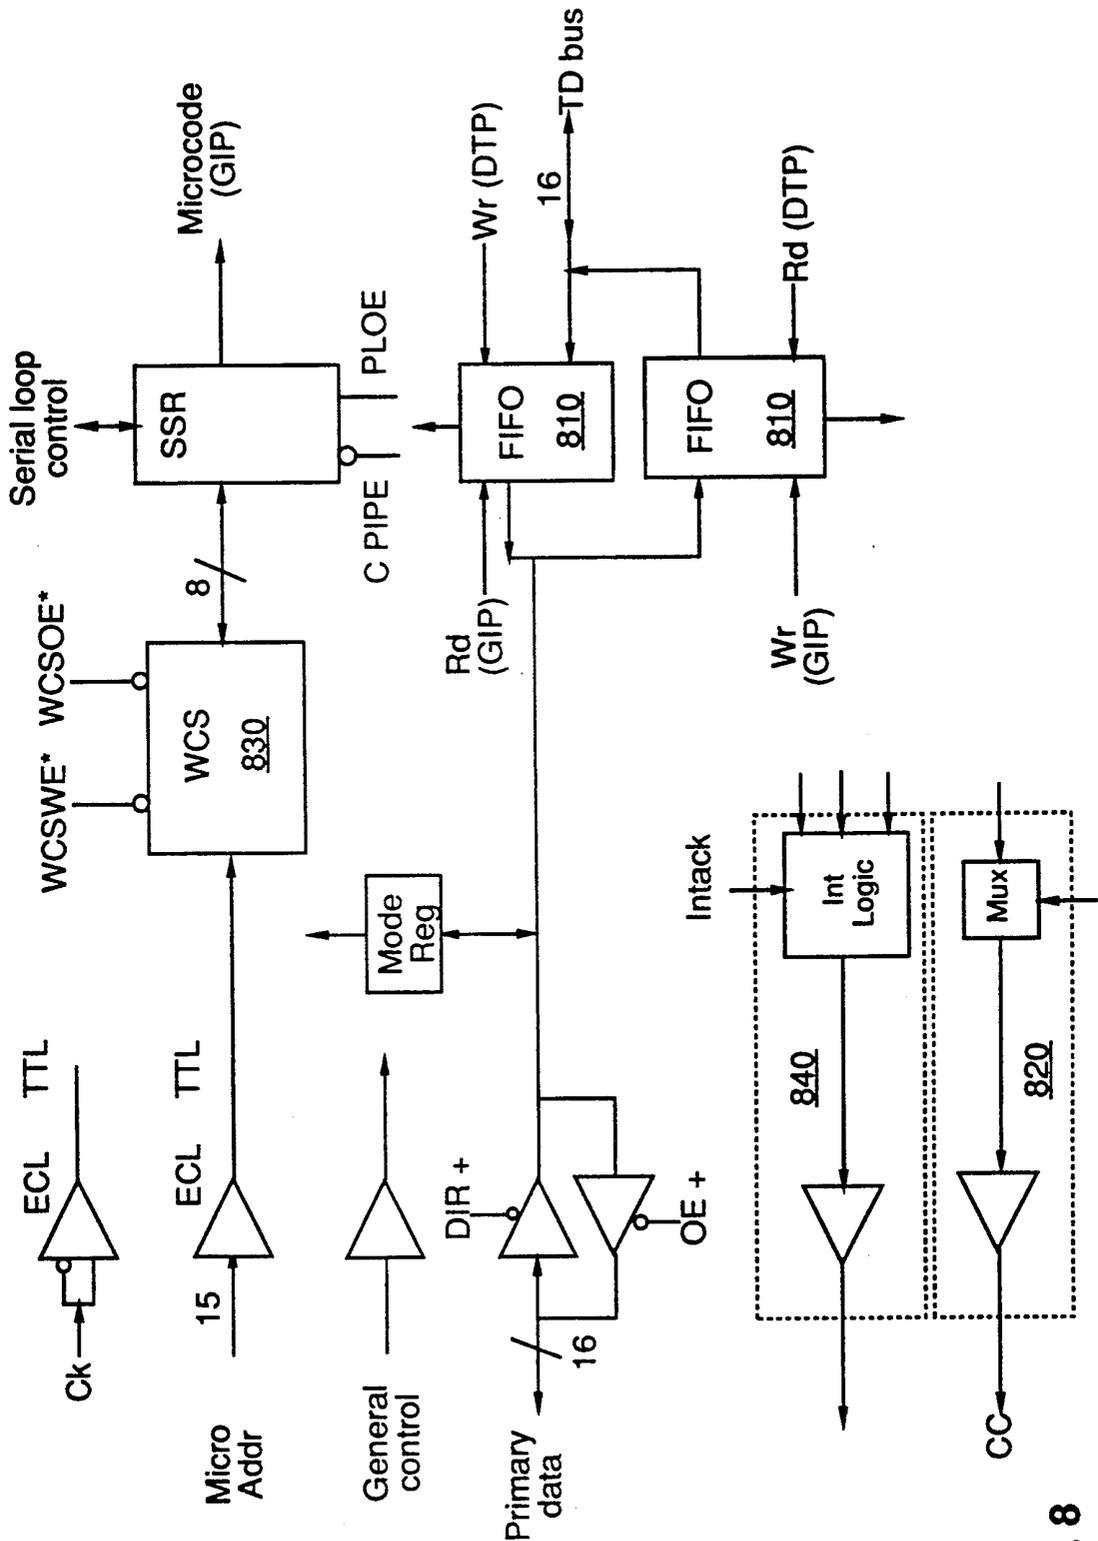 Ck
ECL TTL
Micro
Addr
15
ECL TTL
WCSWE*
WCSOE*
WCS
830
8
Serial loop
control
SSR
Microcode
(GIP)
C PIPE
PLOE
General
control
Mode
Reg
Primary
data
16
DIR +
OE +
Rd
(GIP)
FIFO
810
Wr (DTP)
16
TD bus
Wr
(GIP)
FIFO
810
Rd (DTP)
Intack
840
Int
Logic
CC
820
Mux
8